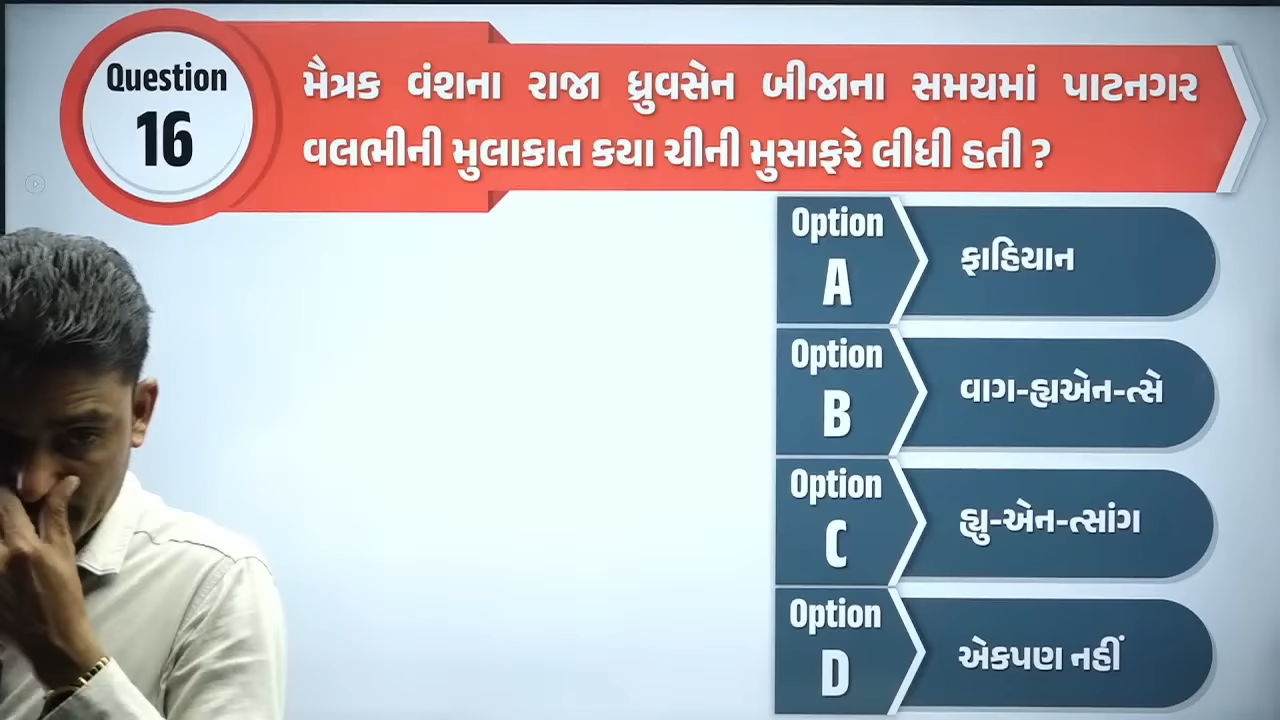 Question
16
મૈત્રક વંશના રાજા ધ્રુવસેન બીજાના સમયમાં પાટનગર
વલભીની મુલાકાત કયા ચીની મુસાફરે લીધી હતી ?
Option
A
ફાહિયાન
Option
B
વાગ-હ્યએન-ત્સે
Option
C
હ્યુ-એન-ત્સાંગ
Option
D
એકપણ નહીં